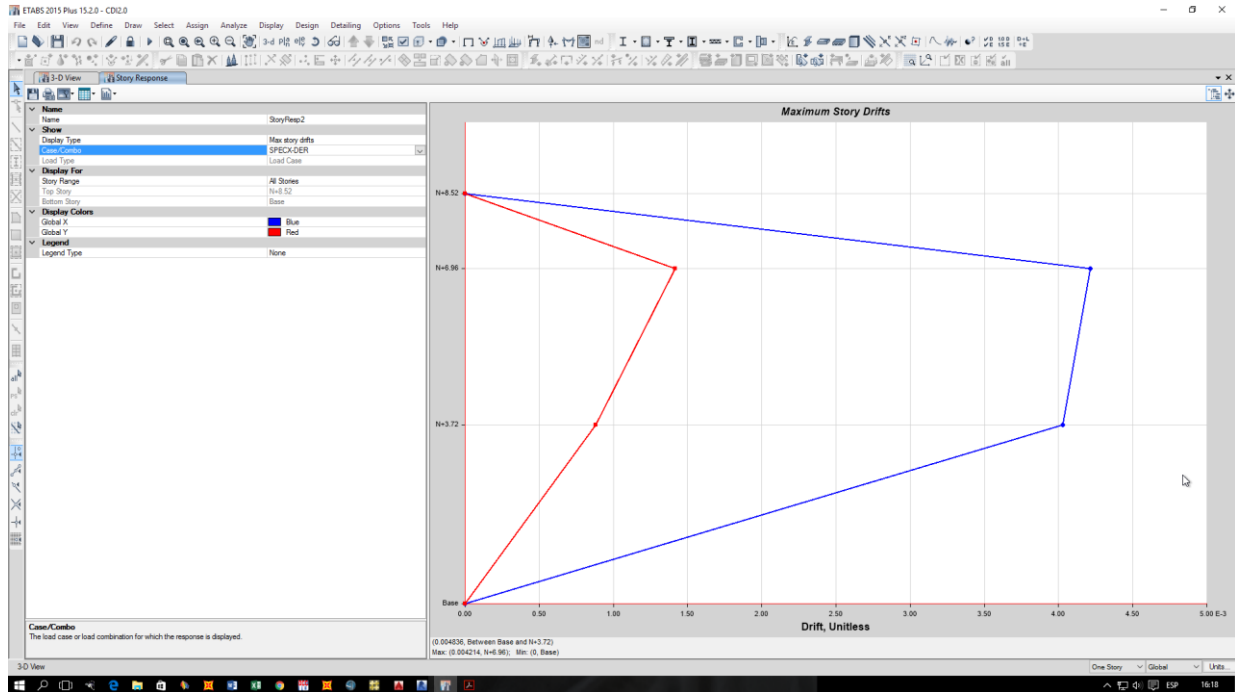 ETABS 2015 Plus 15.2.0 - CDI2.0
File Edit View Define Draw Select Assign Analyze Display Design Detailing Options Tools Help
3-D View Story Response
Name
Name StoryResp2
Show
Display Type Max story drifts
Case/Combo SPECX-DER
Load Type Load Case
Display For
Story Range All Stories
Top Story N+8.52
Bottom Story Base
Display Colors
Global X Blue
Global Y Red
Legend
Legend Type None
Case/Combo
The load case or load combination for which the response is displayed.
Maximum Story Drifts
N+8.52
N+6.96
N+3.72
Base
0.00 0.50 1.00 1.50 2.00 2.50 3.00 3.50 4.00 4.50 5.00 E-3
Drift, Unitless
(0.004836, Between Base and N+3.72)
Max: (0.004214, N+6.96); Min: (0, Base)
3-D View One Story Global Units...
ESP 16:18